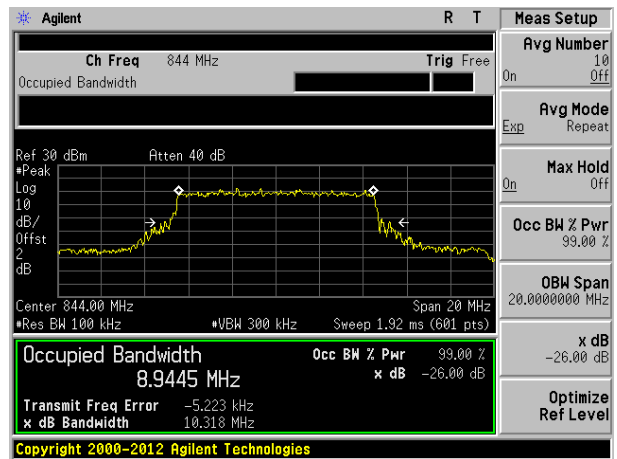 Agilent R T
Ch Freq 844 MHz Trig Free
Occupied Bandwidth
Ref 30 dBm Atten 40 dB
#Peak
Log
10
dB/
Offst
2
dB
Center 844.00 MHz Span 20 MHz
#Res BW 100 kHz #VBW 300 kHz Sweep 1.92 ms (601 pts)
Occupied Bandwidth Occ BW % Pwr 99.00 %
8.9445 MHz x dB -26.00 dB
Transmit Freq Error -5.223 kHz
x dB Bandwidth 10.318 MHz
Copyright 2000-2012 Agilent Technologies
Meas Setup
Avg Number
10
On Off
Avg Mode
Exp Repeat
Max Hold
On Off
Occ BW % Pwr
99.00 %
OBW Span
20.0000000 MHz
x dB
-26.00 dB
Optimize
Ref Level